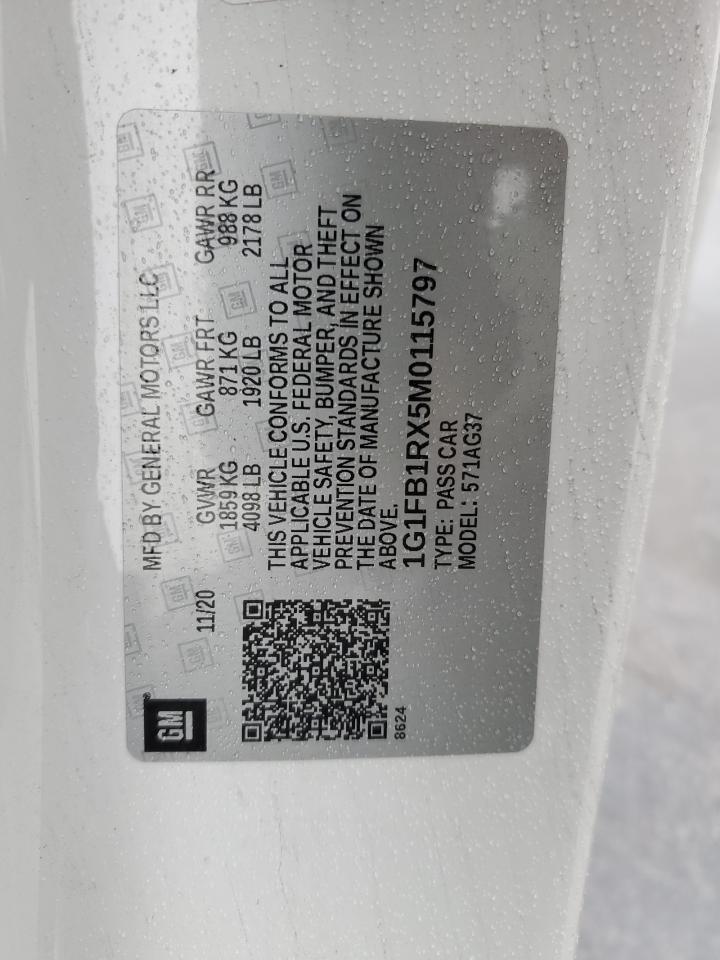 GM
MFD BY GENERAL MOTORS LLC
11/20
GVWR GAWR FRT GAWR RR
1859 KG 871 KG 988 KG
4098 LB 1920 LB 2178 LB
THIS VEHICLE CONFORMS TO ALL
APPLICABLE U.S. FEDERAL MOTOR
VEHICLE SAFETY, BUMPER, AND THEFT
PREVENTION STANDARDS IN EFFECT ON
THE DATE OF MANUFACTURE SHOWN
ABOVE.
1G1FB1RX5M0115797
TYPE: PASS CAR
MODEL: 571AG37
8624